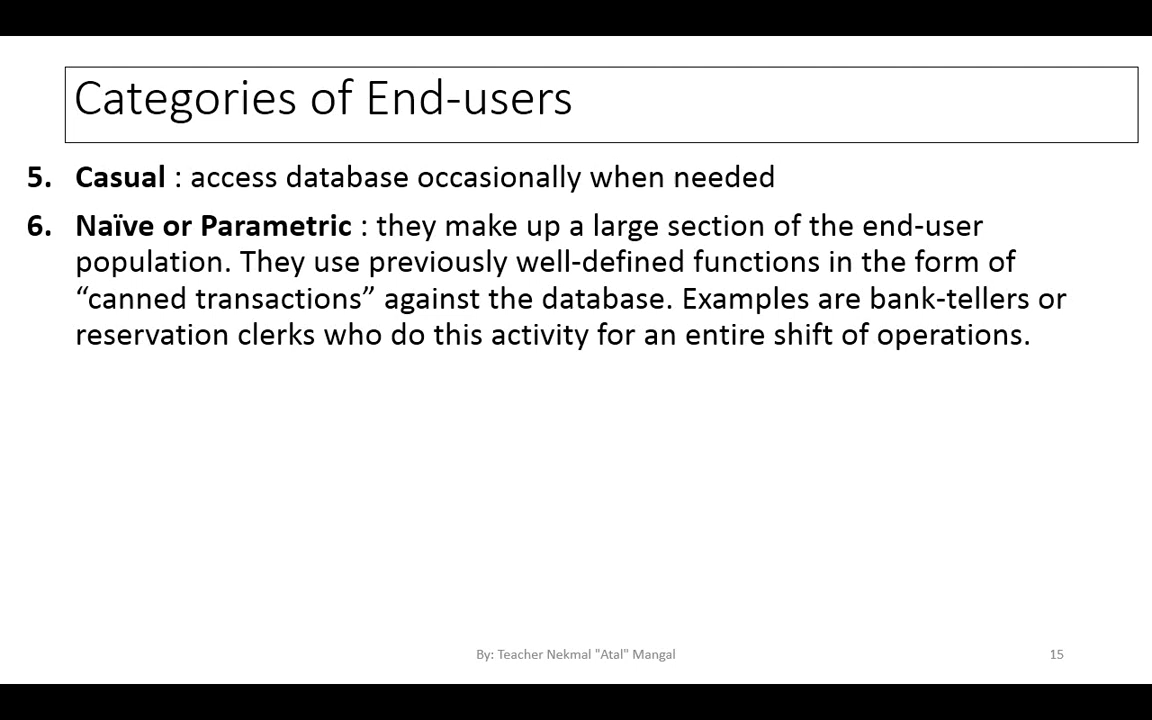 Categories of End-users
5. Casual : access database occasionally when needed
6. Naïve or Parametric : they make up a large section of the end-user
population. They use previously well-defined functions in the form of
“canned transactions” against the database. Examples are bank-tellers or
reservation clerks who do this activity for an entire shift of operations.
By: Teacher Nekmal "Atal" Mangal
15